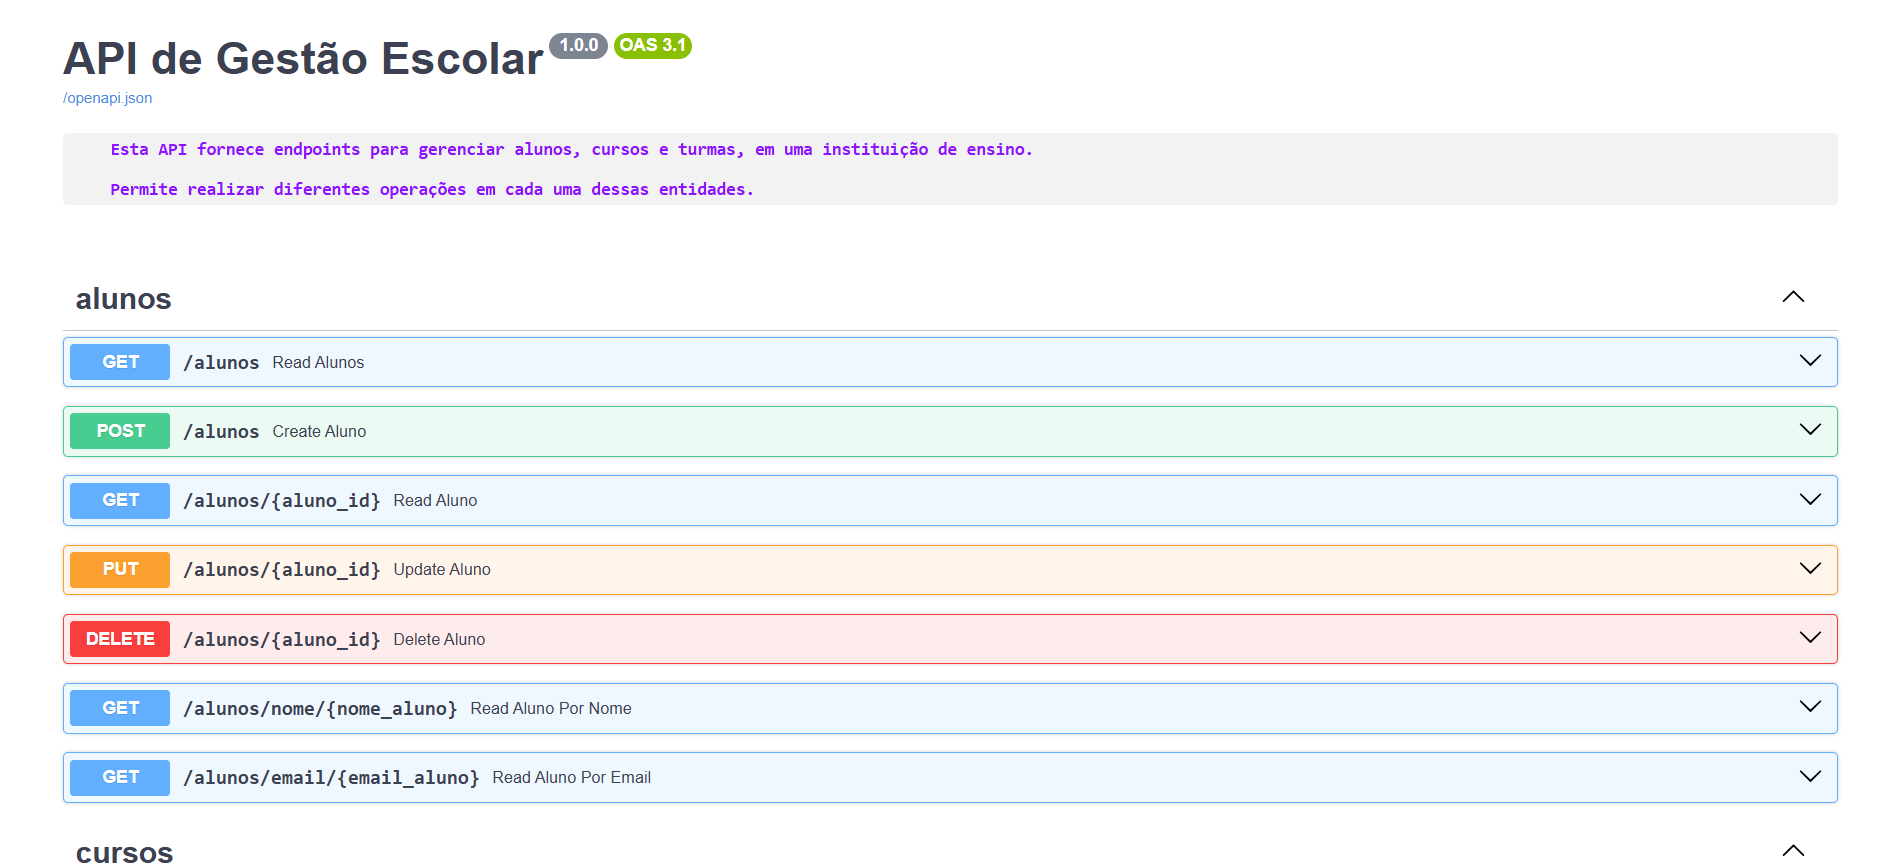 API de Gestão Escolar 1.0.0 OAS 3.1
/openapi.json
Esta API fornece endpoints para gerenciar alunos, cursos e turmas, em uma instituição de ensino.
Permite realizar diferentes operações em cada uma dessas entidades.
alunos
GET /alunos Read Alunos
POST /alunos Create Aluno
GET /alunos/{aluno_id} Read Aluno
PUT /alunos/{aluno_id} Update Aluno
DELETE /alunos/{aluno_id} Delete Aluno
GET /alunos/nome/{nome_aluno} Read Aluno Por Nome
GET /alunos/email/{email_aluno} Read Aluno Por Email
cursos